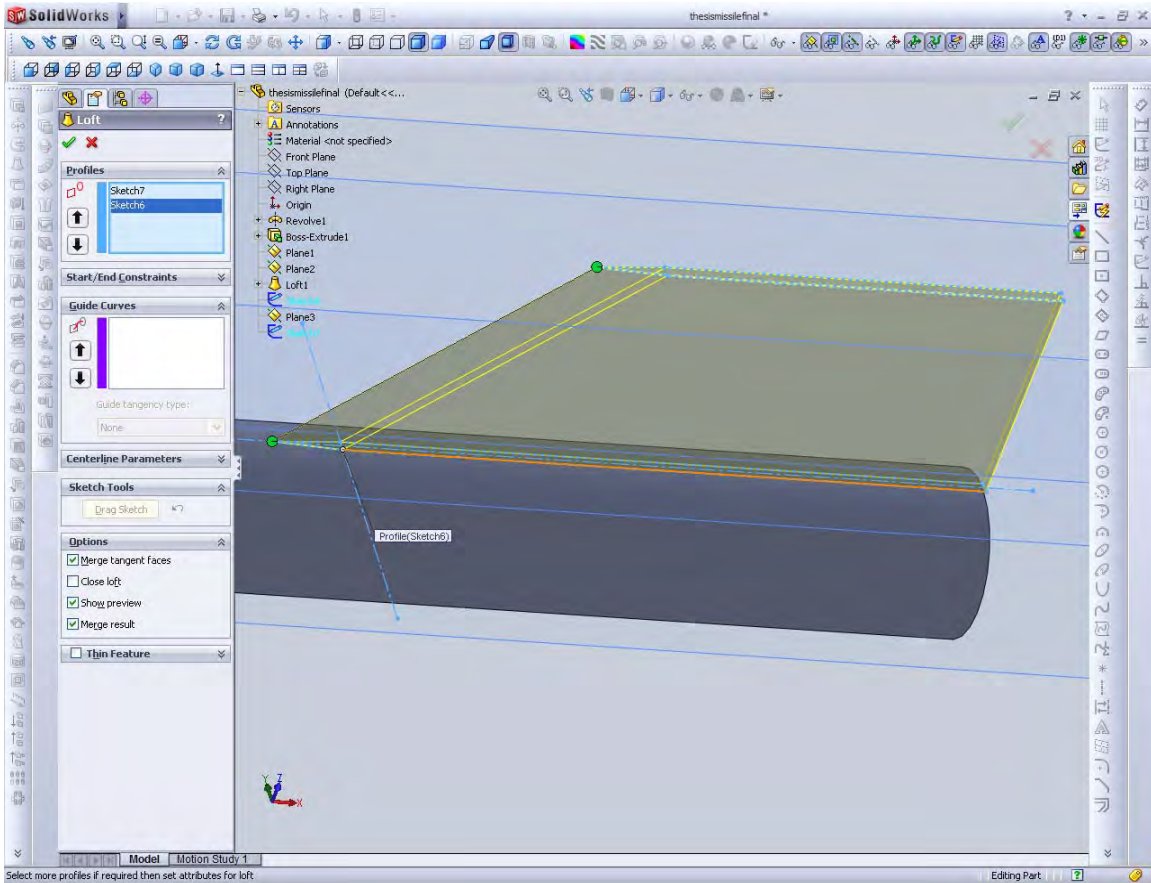 SolidWorks
thesismissilefinal *
Loft
?
Profiles
Sketch7
Sketch6
Start/End Constraints
Guide Curves
Guide tangency type:
None
Centerline Parameters
Sketch Tools
Drag Sketch
Options
Merge tangent faces
Close loft
Show preview
Merge result
Thin Feature
thesismissilefinal (Default<<...
Sensors
Annotations
Material <not specified>
Front Plane
Top Plane
Right Plane
Origin
Revolve1
Boss-Extrude1
Plane1
Plane2
Loft1
Plane3
Profile(Sketch6)
Y
Z
X
Model
Motion Study 1
Select more profiles if required then set attributes for loft
Editing Part